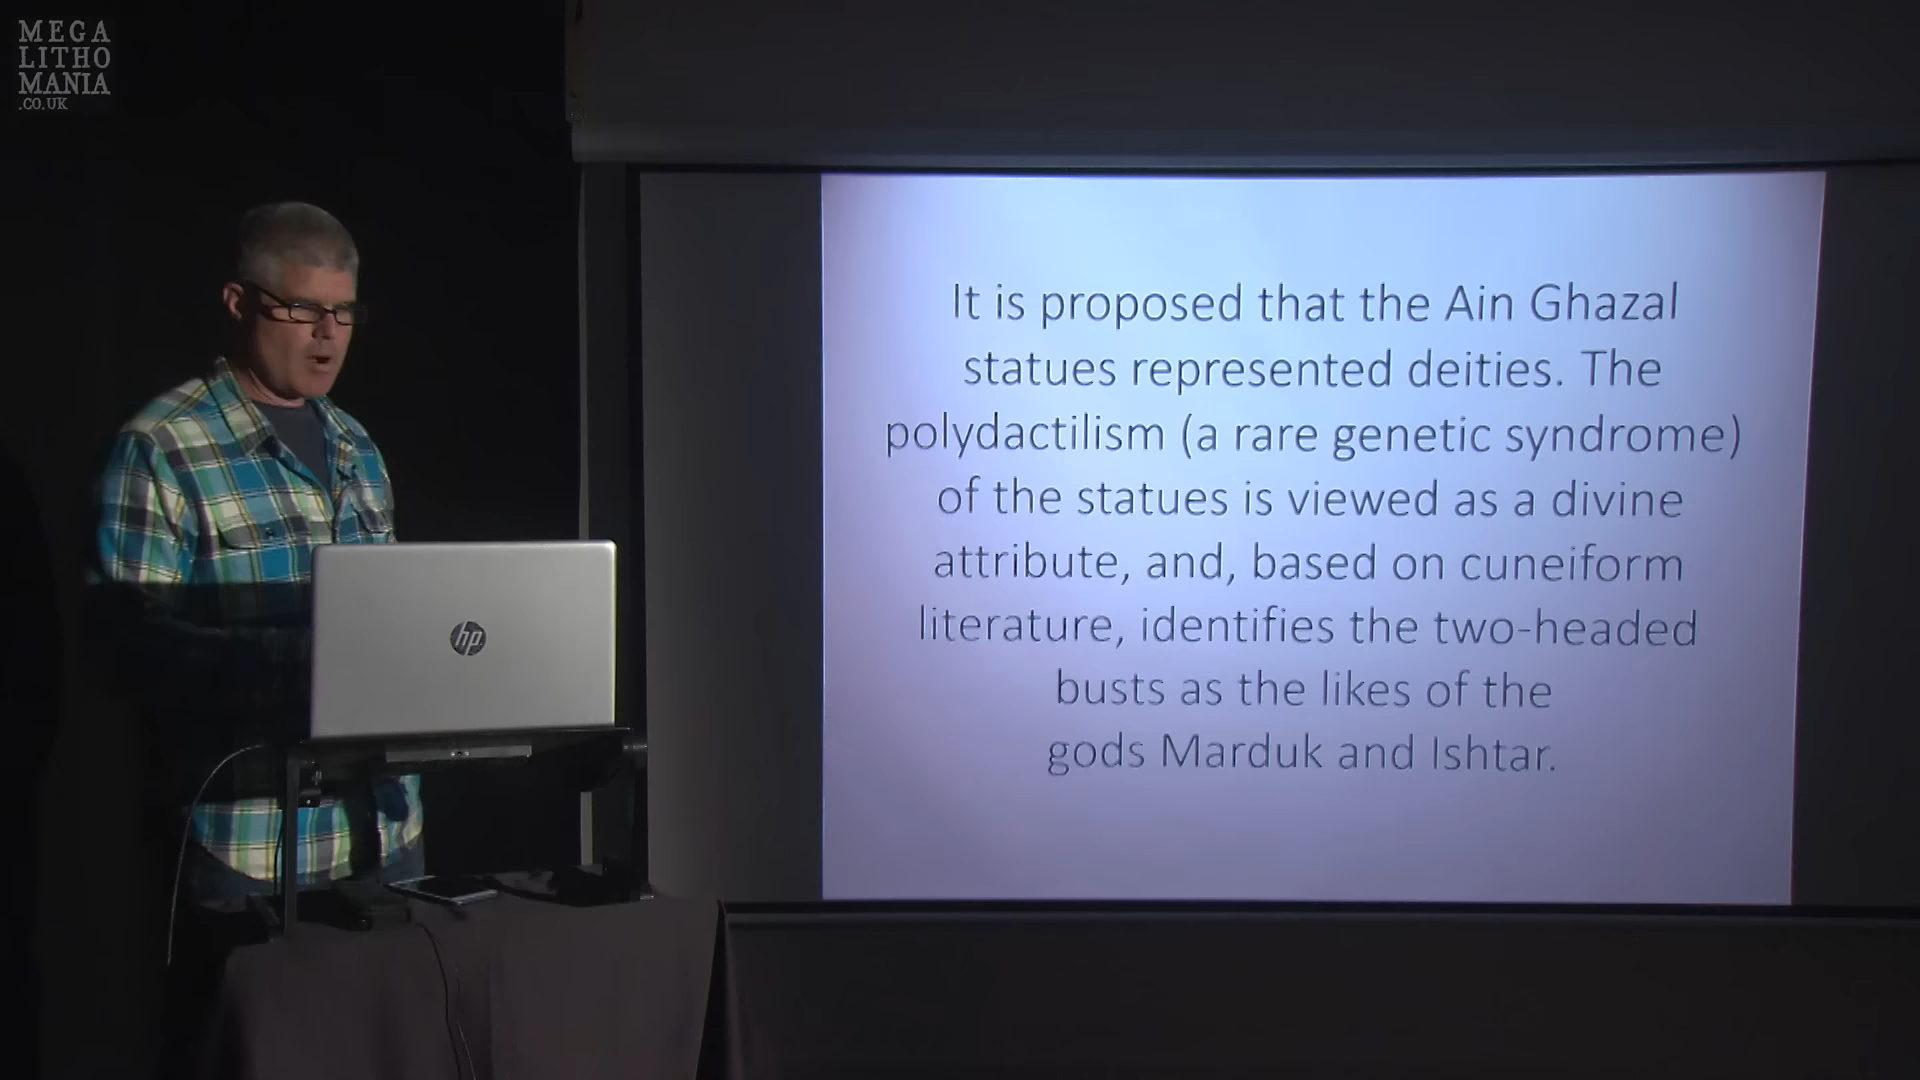 MEGA
LITHO
MANIA
.CO.UK
It is proposed that the Ain Ghazal
statues represented deities. The
polydactilism (a rare genetic syndrome)
of the statues is viewed as a divine
attribute, and, based on cuneiform
literature, identifies the two-headed
busts as the likes of the
gods Marduk and Ishtar.
hp